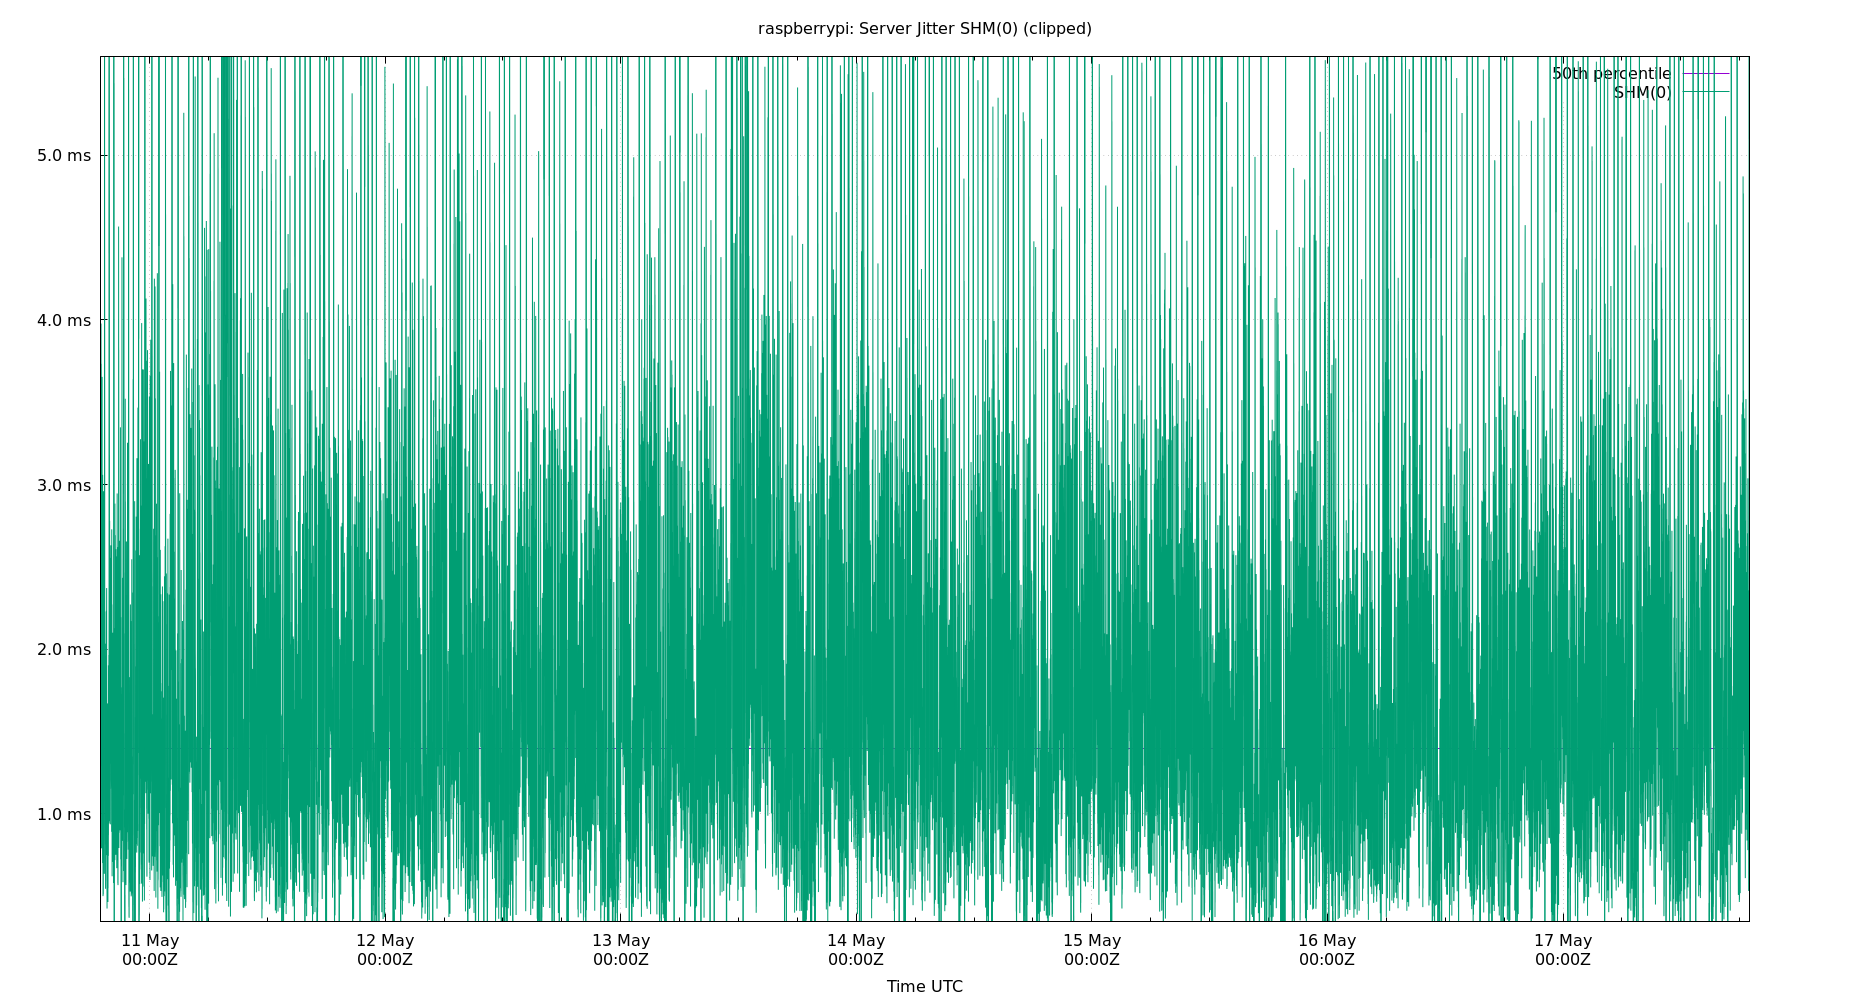 raspberrypi: Server Jitter SHM(0) (clipped)
50th percentile
SHM(0)
5.0 ms
4.0 ms
3.0 ms
2.0 ms
1.0 ms
11 May 12 May 13 May 14 May 15 May 16 May 17 May
00:00Z 00:00Z 00:00Z 00:00Z 00:00Z 00:00Z 00:00Z
Time UTC